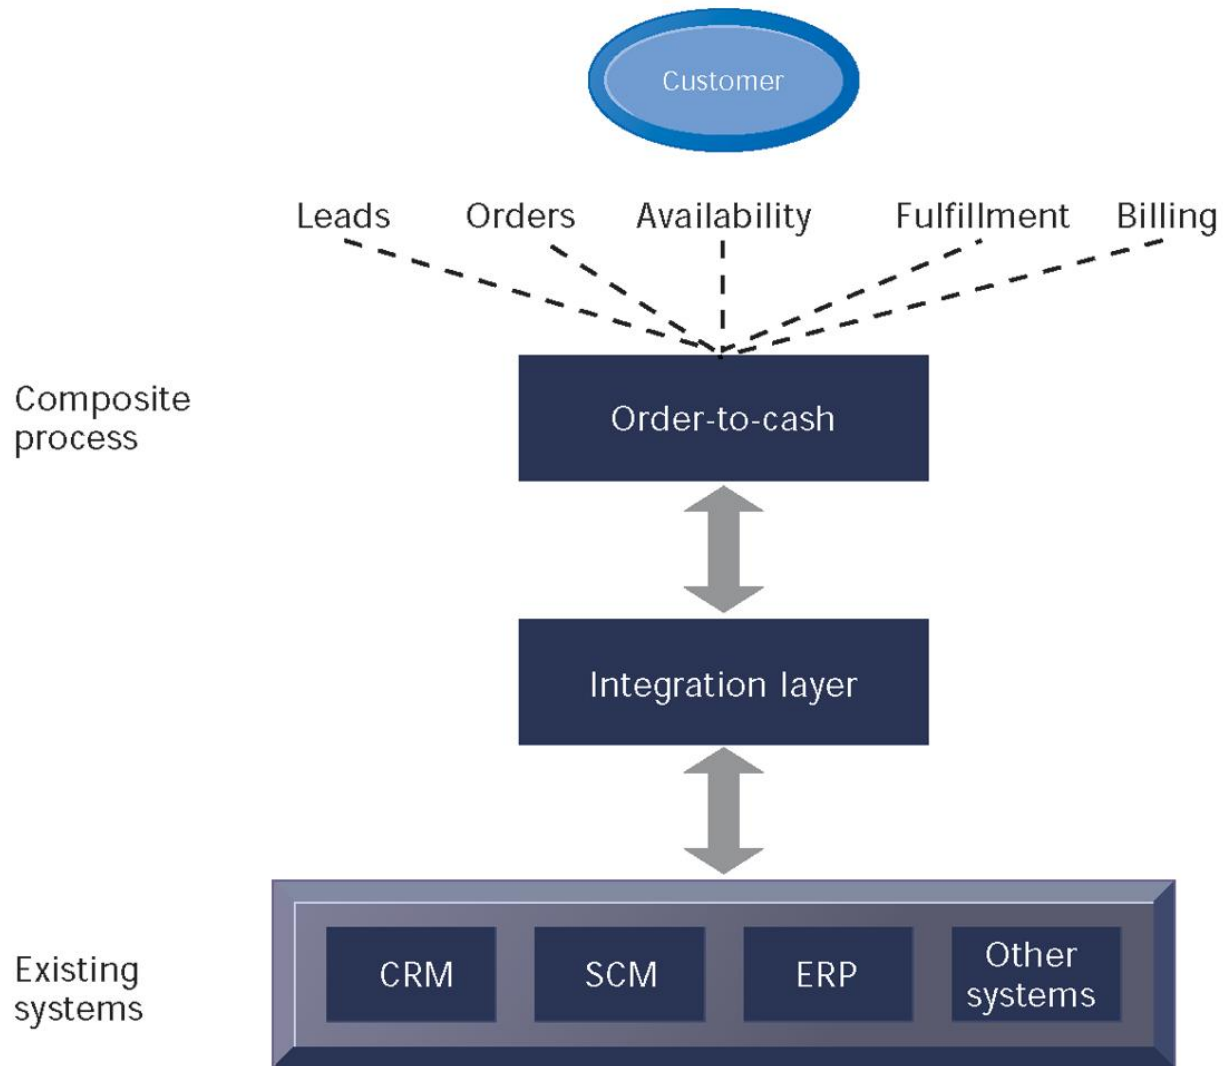 Customer
Leads Orders Availability Fulfillment Billing
Composite
process
Order-to-cash
Integration layer
Existing
systems
CRM SCM ERP
Other
systems